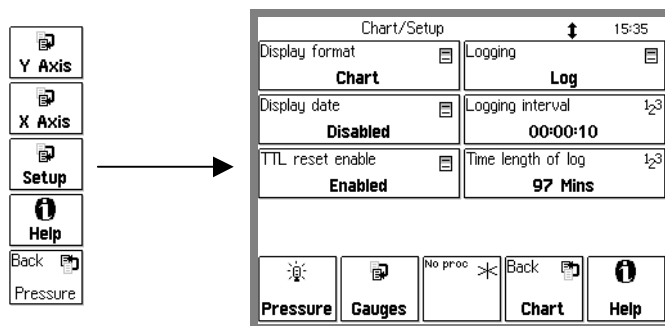 Y Axis
X Axis
Setup
Help
Back
Pressure
Chart/Setup 15:35
Display format
Chart
Logging
Log
Display date
Disabled
Logging interval 123
00:00:10
TTL reset enable
Enabled
Time length of log 123
97 Mins
Pressure
Gauges
No proc
Back
Chart
Help